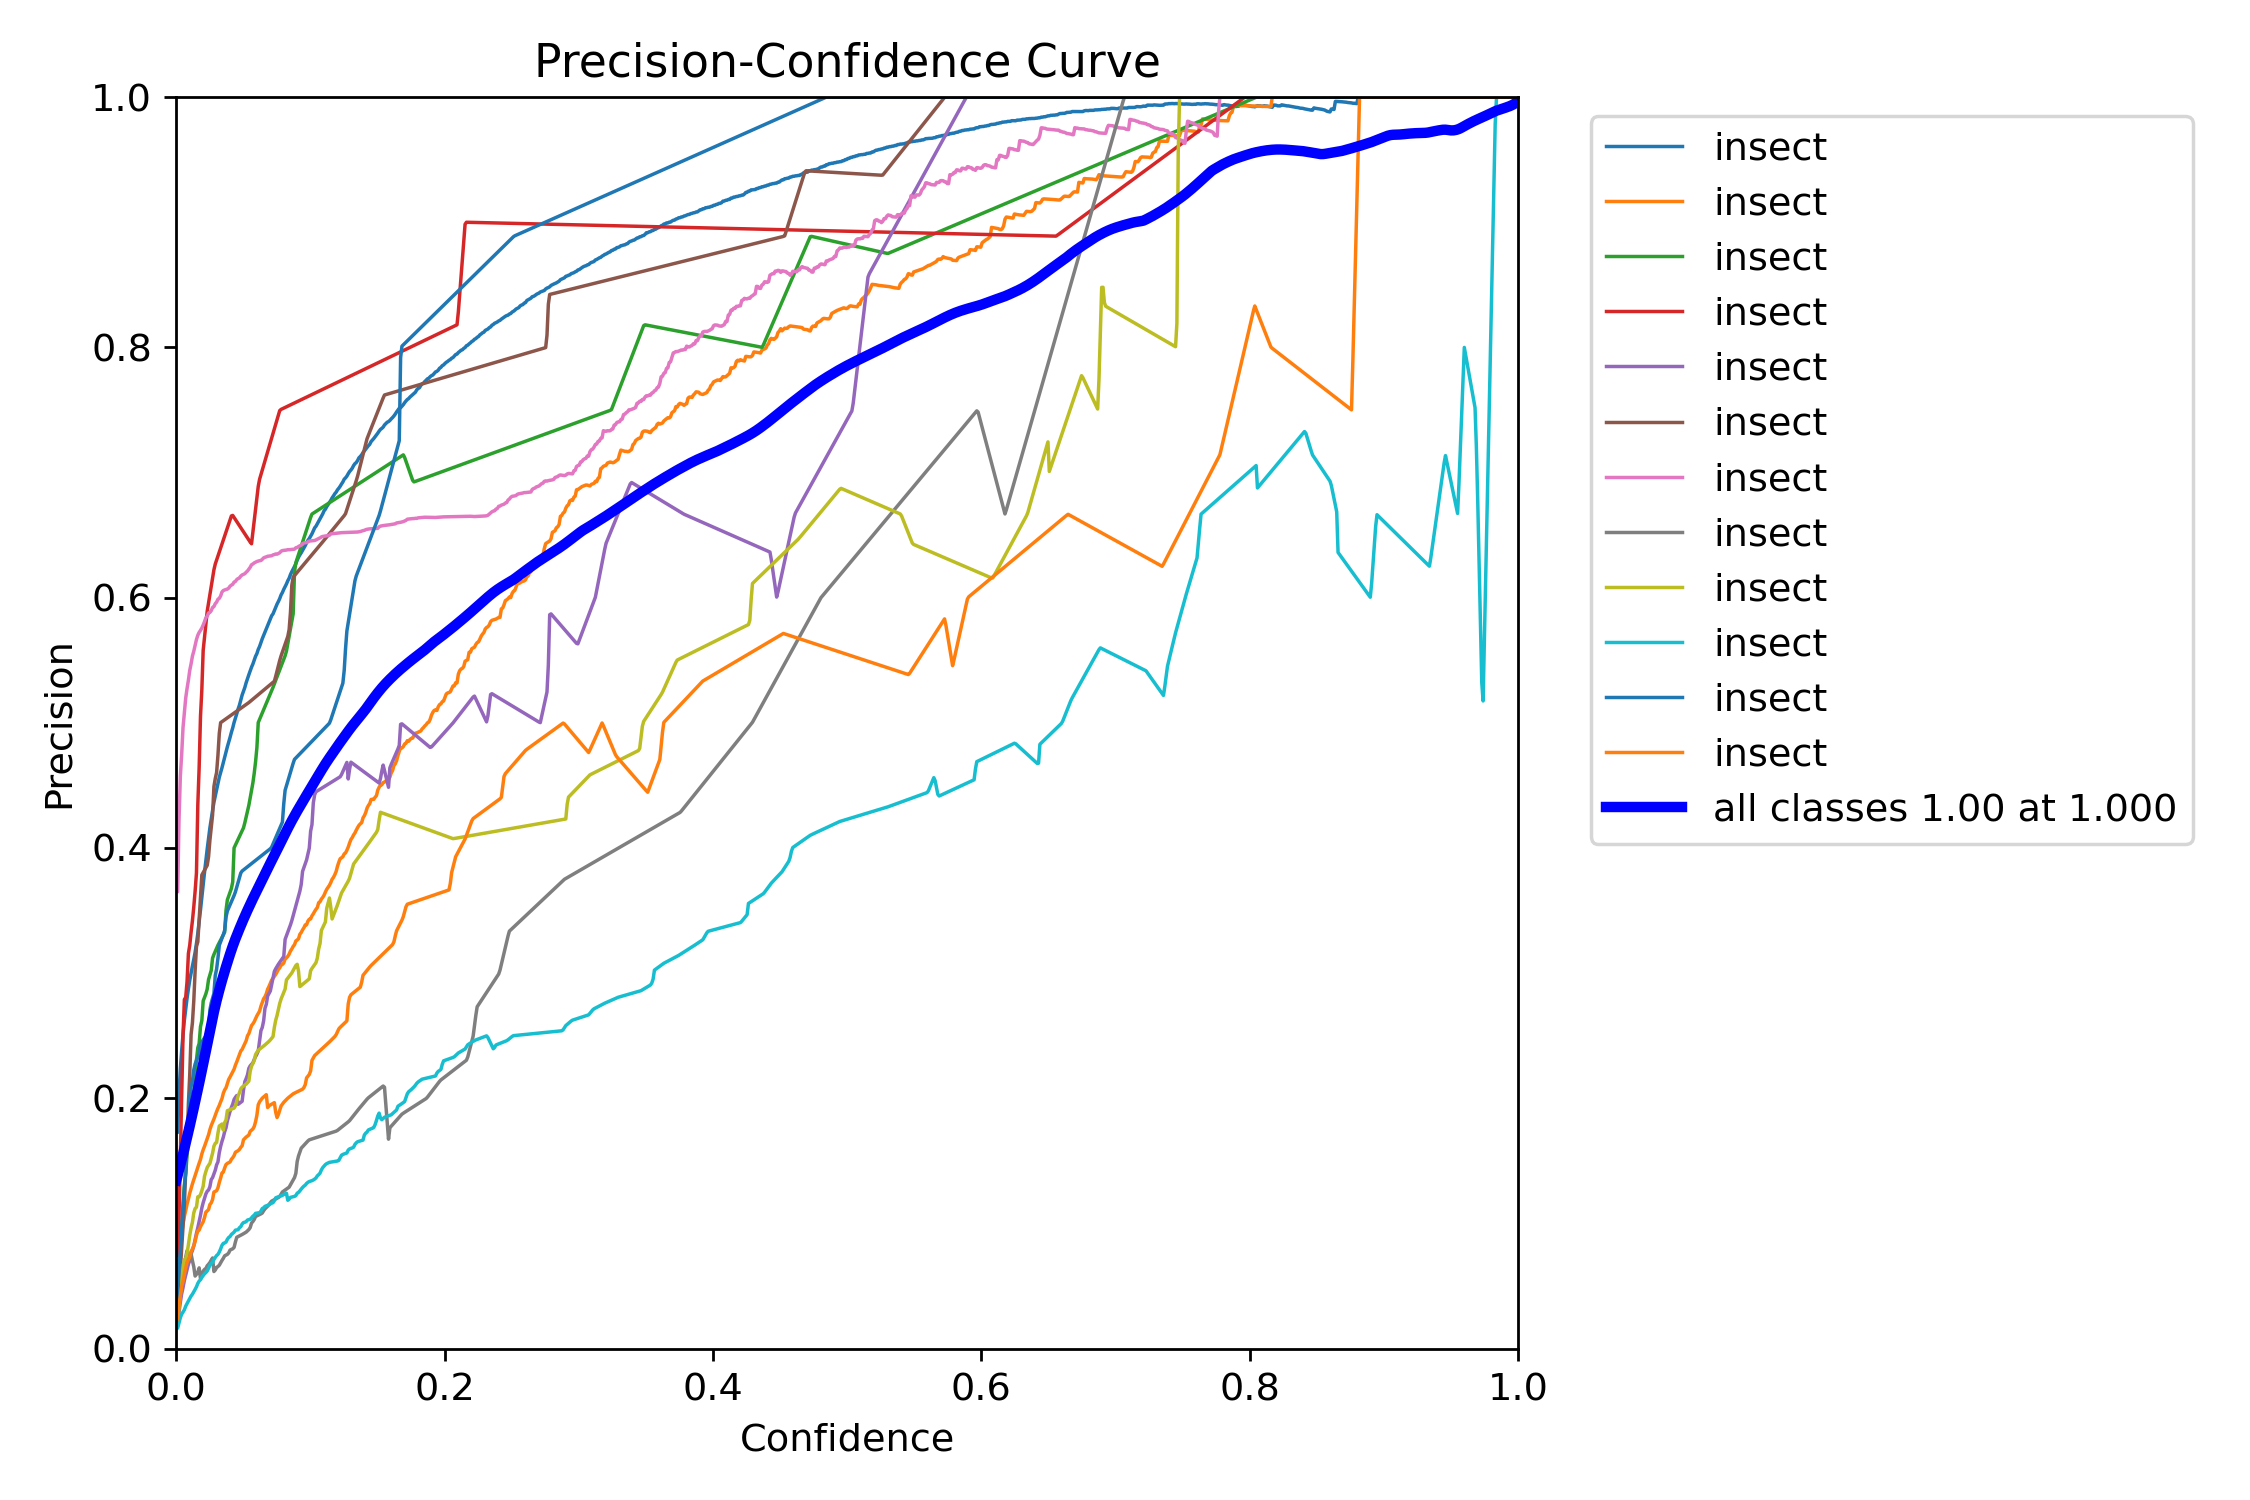 Precision-Confidence Curve
1.0
0.8
0.6
0.4
0.2
0.0
Precision
0.0 0.2 0.4 0.6 0.8 1.0
Confidence
insect
insect
insect
insect
insect
insect
insect
insect
insect
insect
insect
insect
all classes 1.00 at 1.000